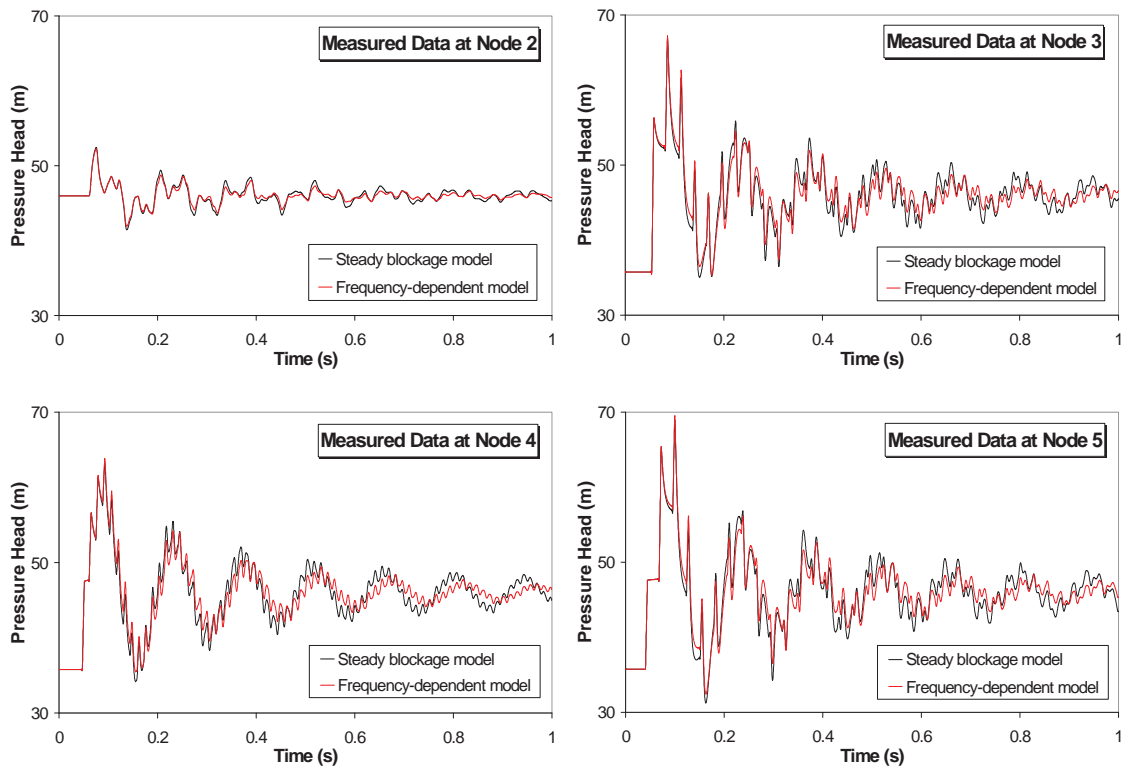 70
Measured Data at Node 2
Pressure Head (m)
50
Steady blockage model
Frequency-dependent model
30
0 0.2 0.4 0.6 0.8 1
Time (s)
70
Measured Data at Node 3
Pressure Head (m)
50
Steady blockage model
Frequency-dependent model
30
0 0.2 0.4 0.6 0.8 1
Time (s)
70
Measured Data at Node 4
Pressure Head (m)
50
Steady blockage model
Frequency-dependent model
30
0 0.2 0.4 0.6 0.8 1
Time (s)
70
Measured Data at Node 5
Pressure Head (m)
50
Steady blockage model
Frequency-dependent model
30
0 0.2 0.4 0.6 0.8 1
Time (s)